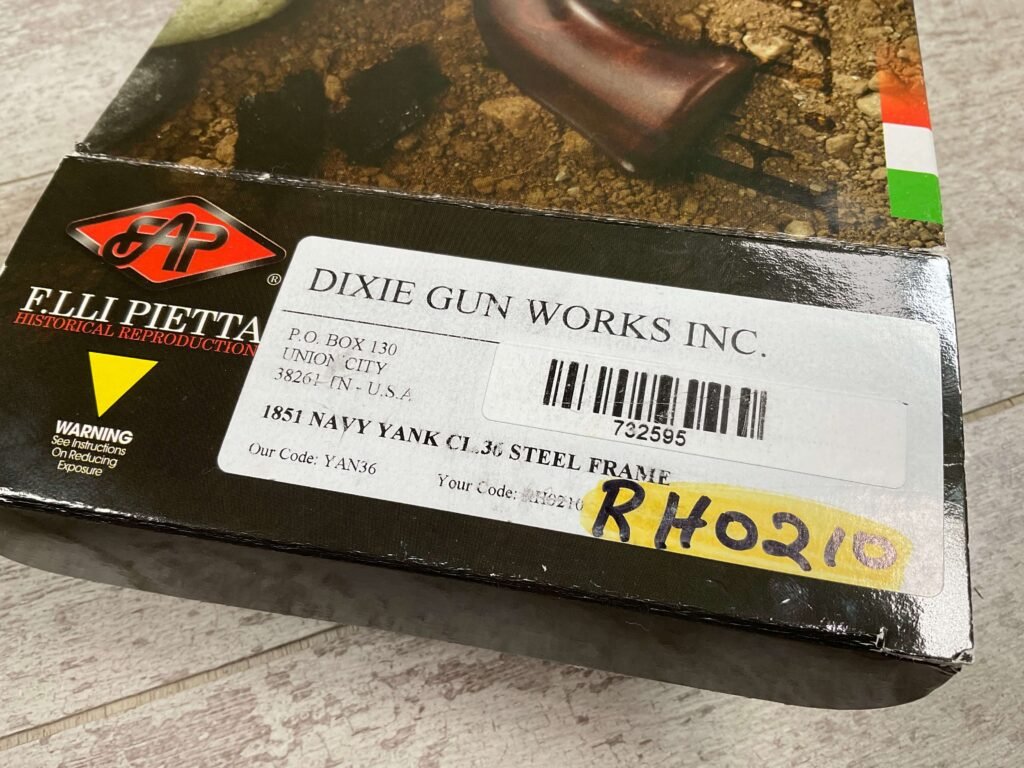 FAP
®
F.LLI PIETTA
HISTORICAL REPRODUCTION
WARNING
See Instructions
On Reducing
Exposure
DIXIE GUN WORKS INC.
P.O. BOX 130
UNION CITY
38261 TN - U.S.A
732595
1851 NAVY YANK CL.36 STEEL FRAME
Our Code: YAN36
Your Code: RH0210
RH0210